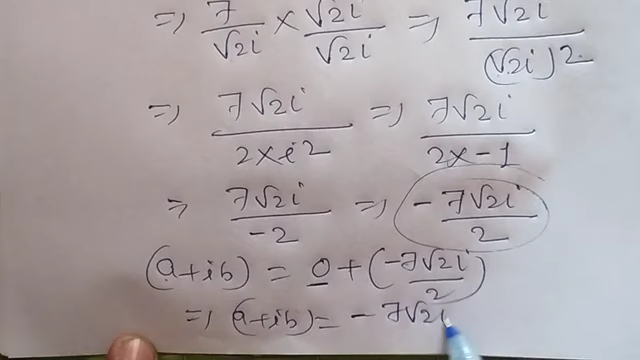 => 7/√2i × √2i/√2i => 7√2i/(√2i)2
=> 7√2i/2×i2 => 7√2i/2×-1
=> 7√2i/-2 => -7√2i/2
(a+ib) = 0+(-7√2i/2)
=> (a+ib) = -7√2i